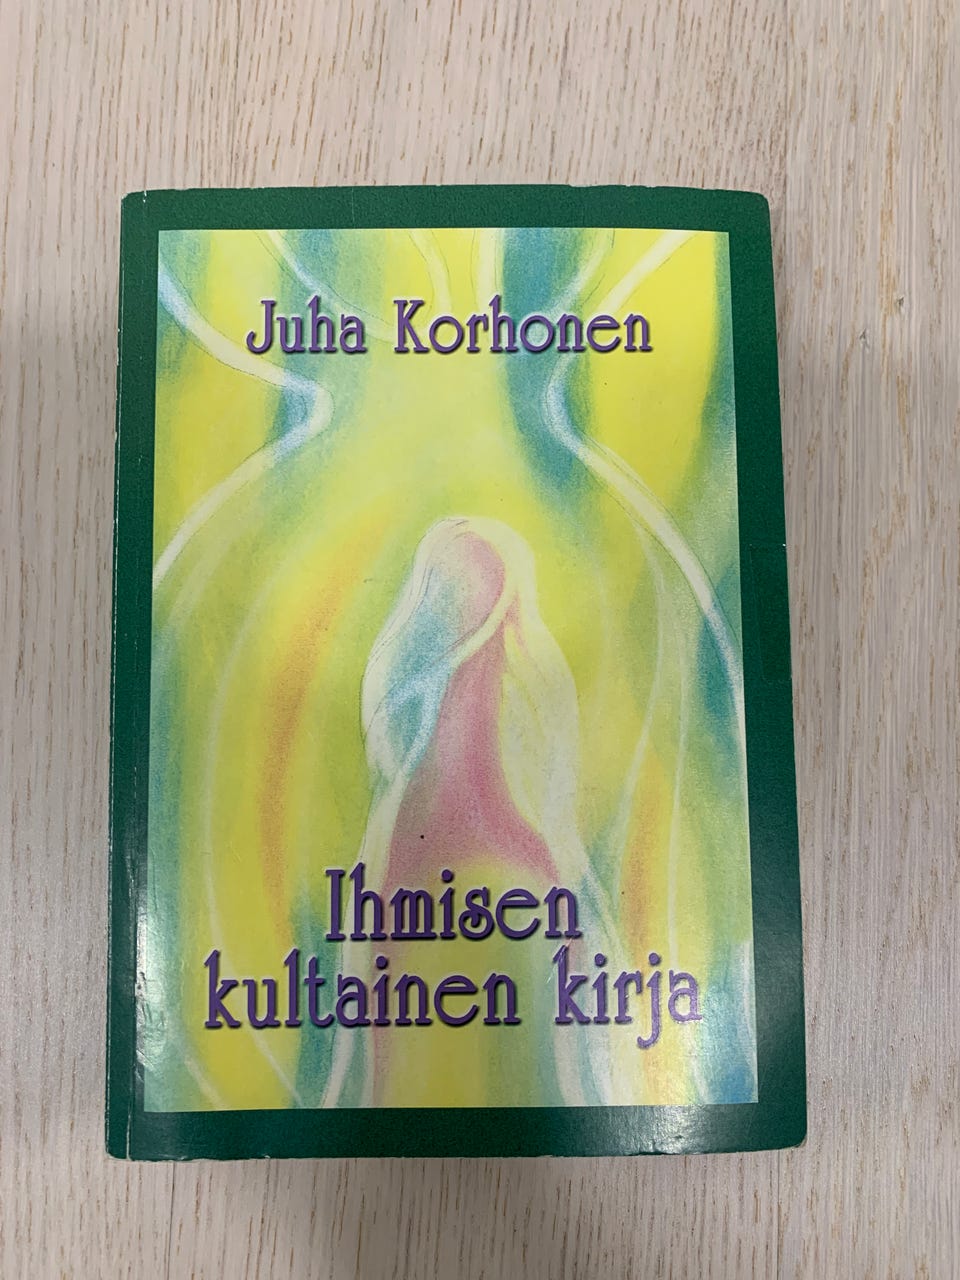 Juha Korhonen
Ihmisen
kultainen kirja